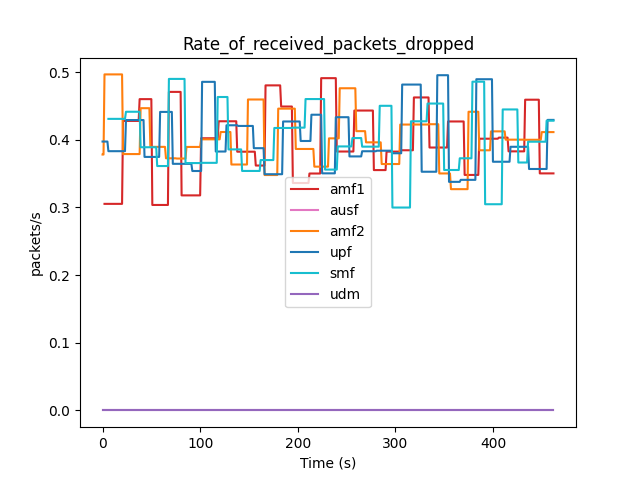 Rate_of_received_packets_dropped
packets/s
0.5
0.4
0.3
0.2
0.1
0.0
amf1
ausf
amf2
upf
smf
udm
0 100 200 300 400
Time (s)